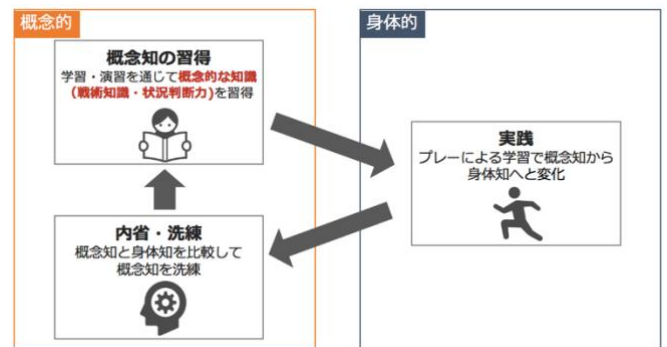 概念的
概念知の習得
学習・演習を通じて概念的な知識
（戦術知識・状況判断力)を習得
内省・洗練
概念知と身体知を比較して
概念知を洗練
身体的
実践
プレーによる学習で概念知から
身体知へと変化